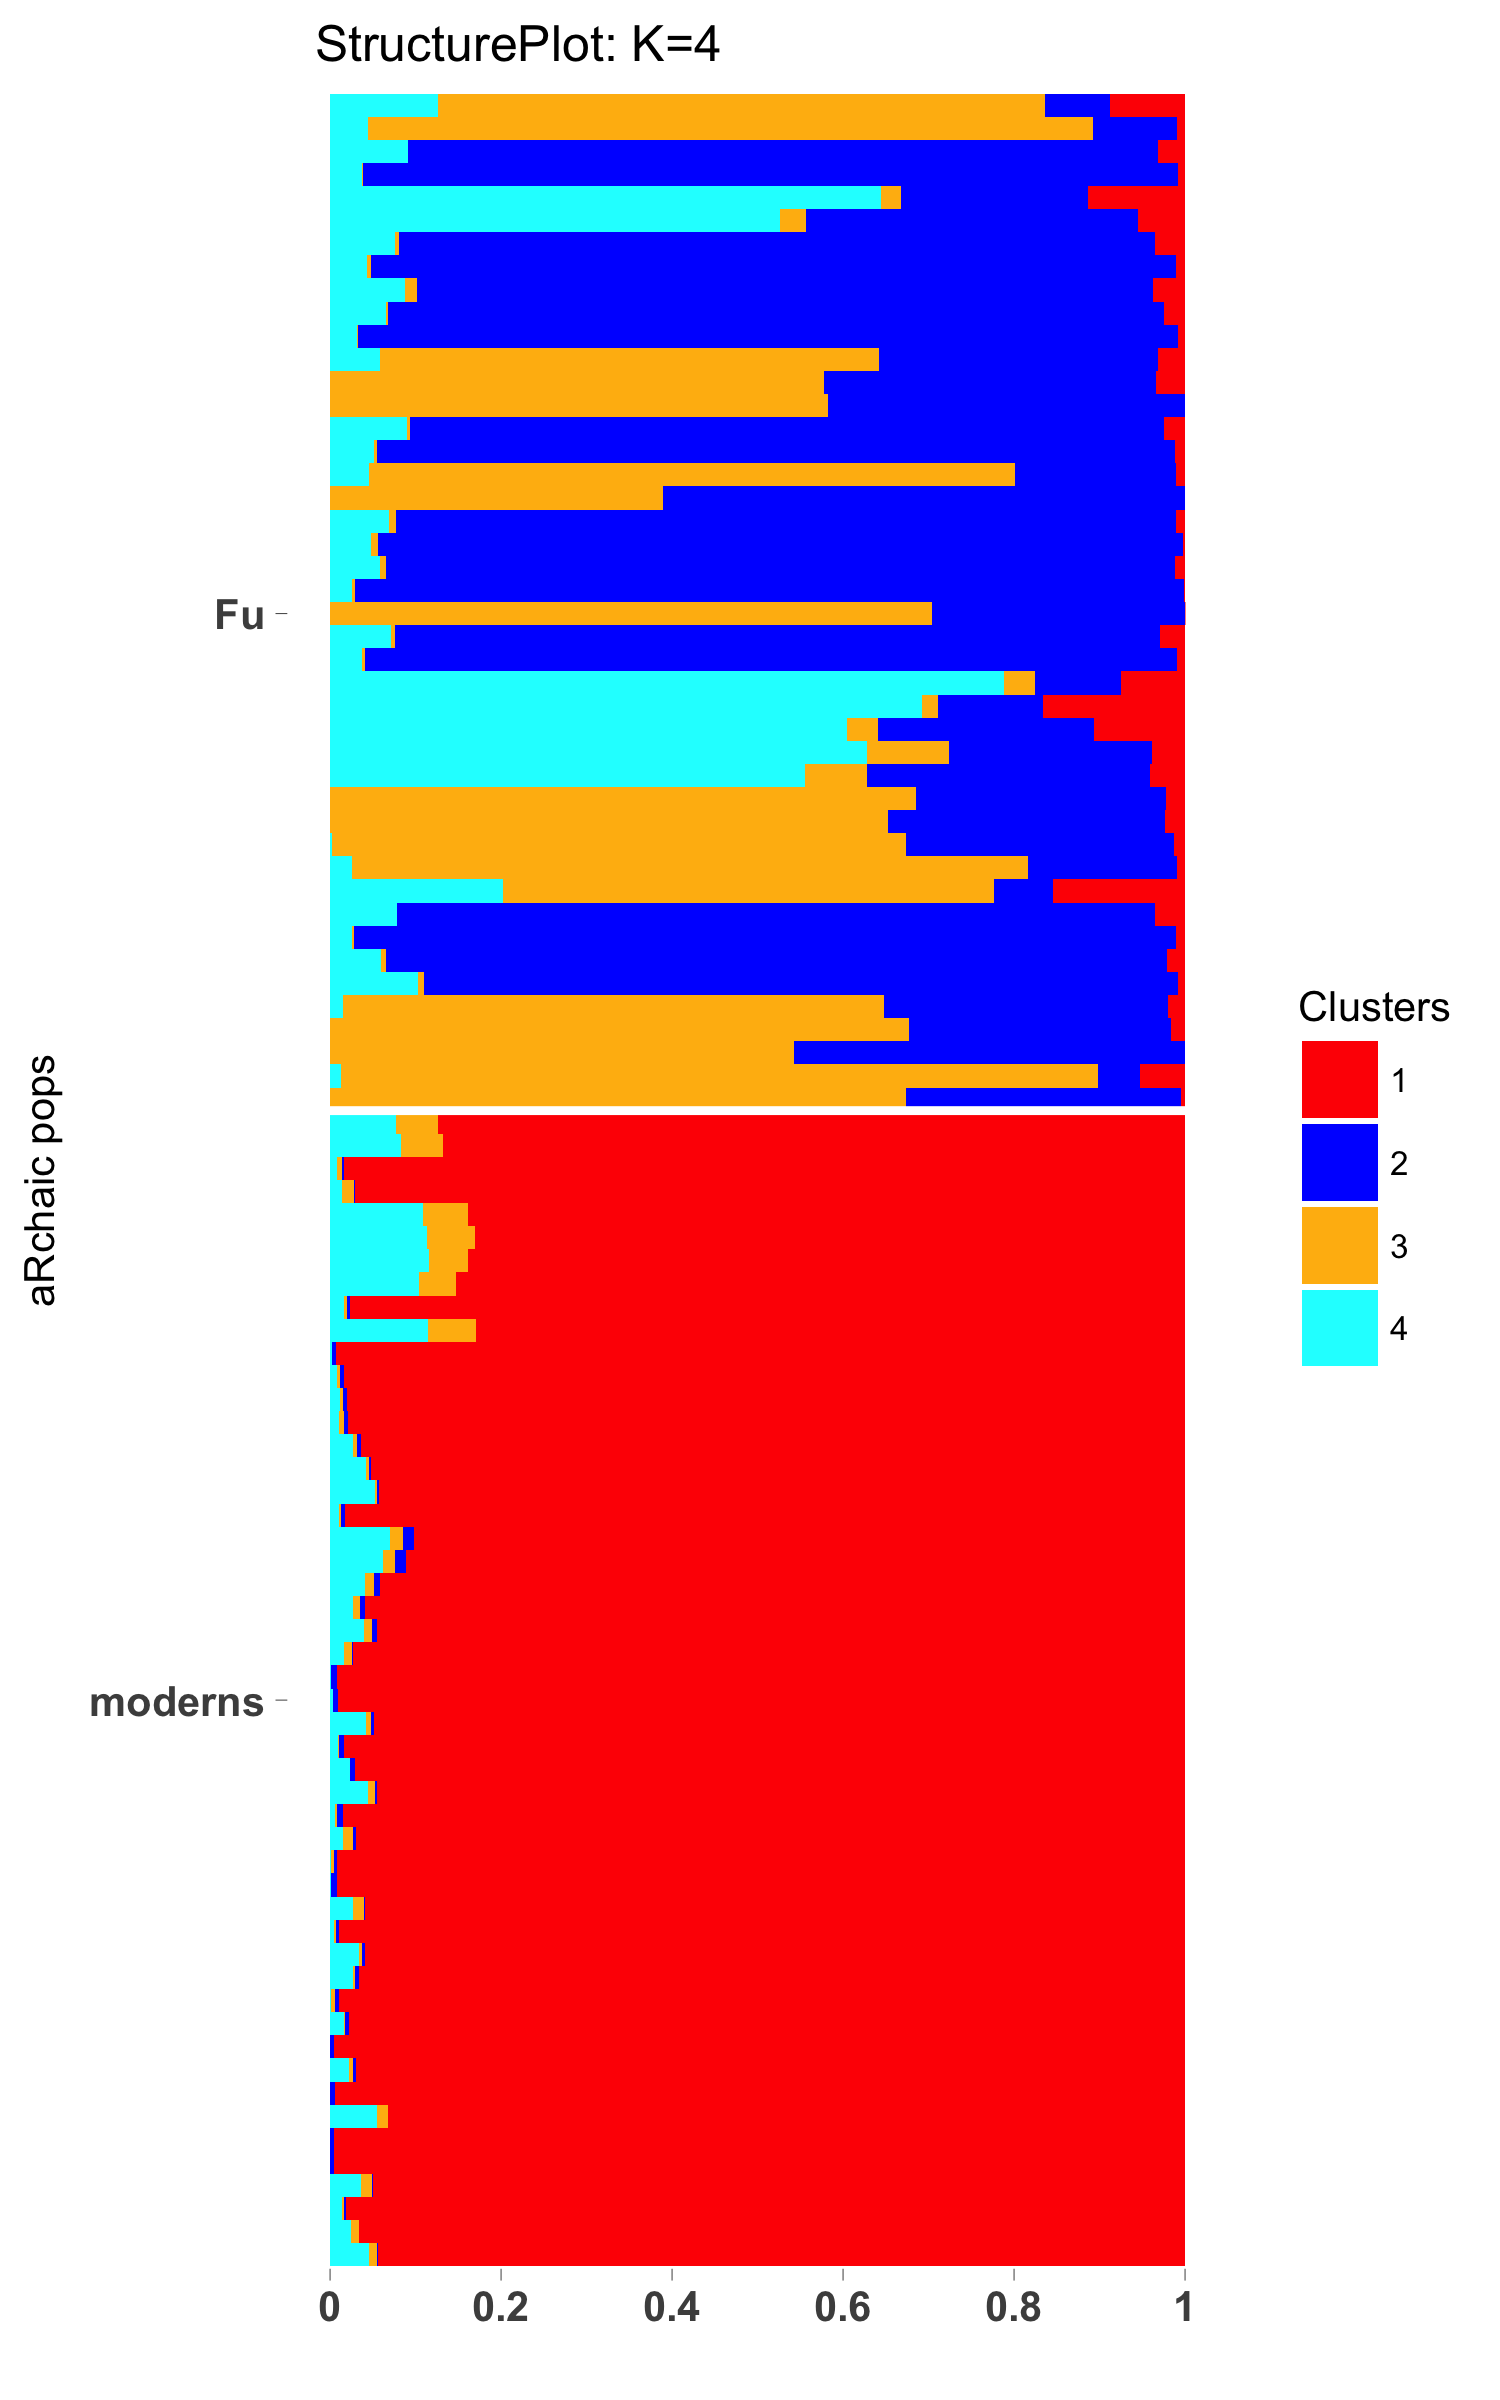 StructurePlot: K=4
Fu
moderns
aRchaic pops
Clusters
1
2
3
4
0 0.2 0.4 0.6 0.8 1